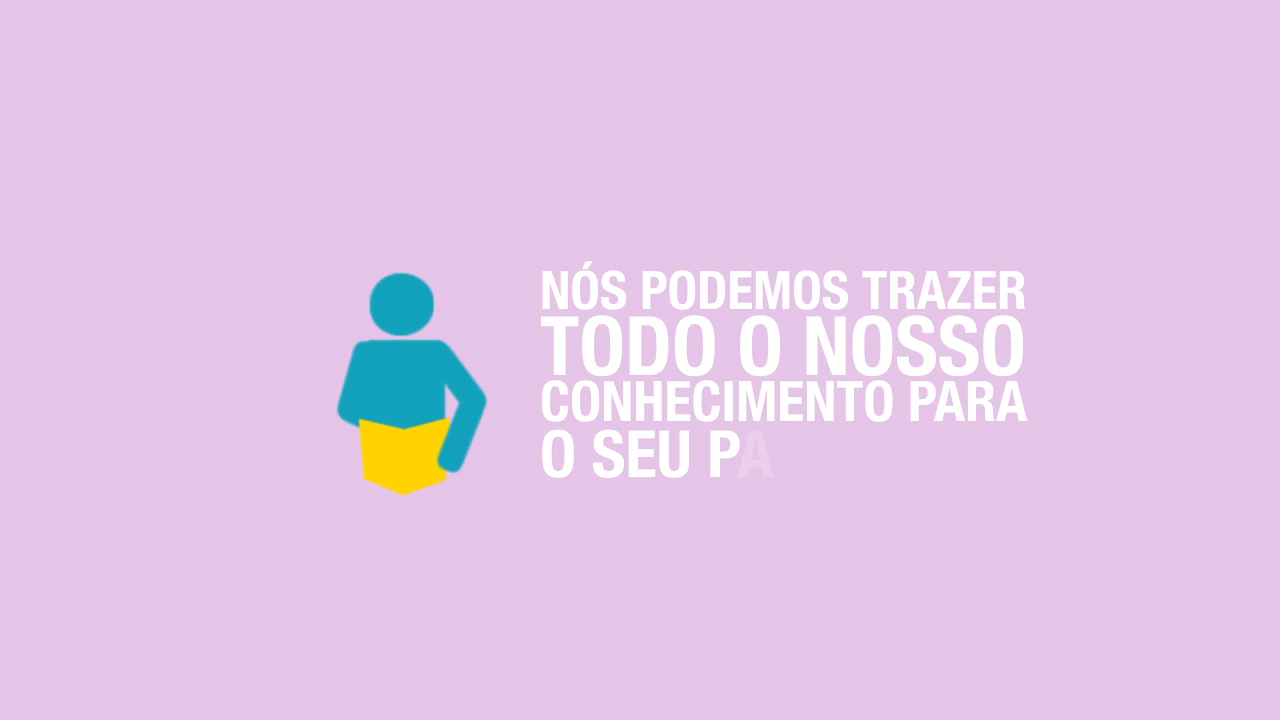 NÓS PODEMOS TRAZER
TODO O NOSSO
CONHECIMENTO PARA
O SEU PA